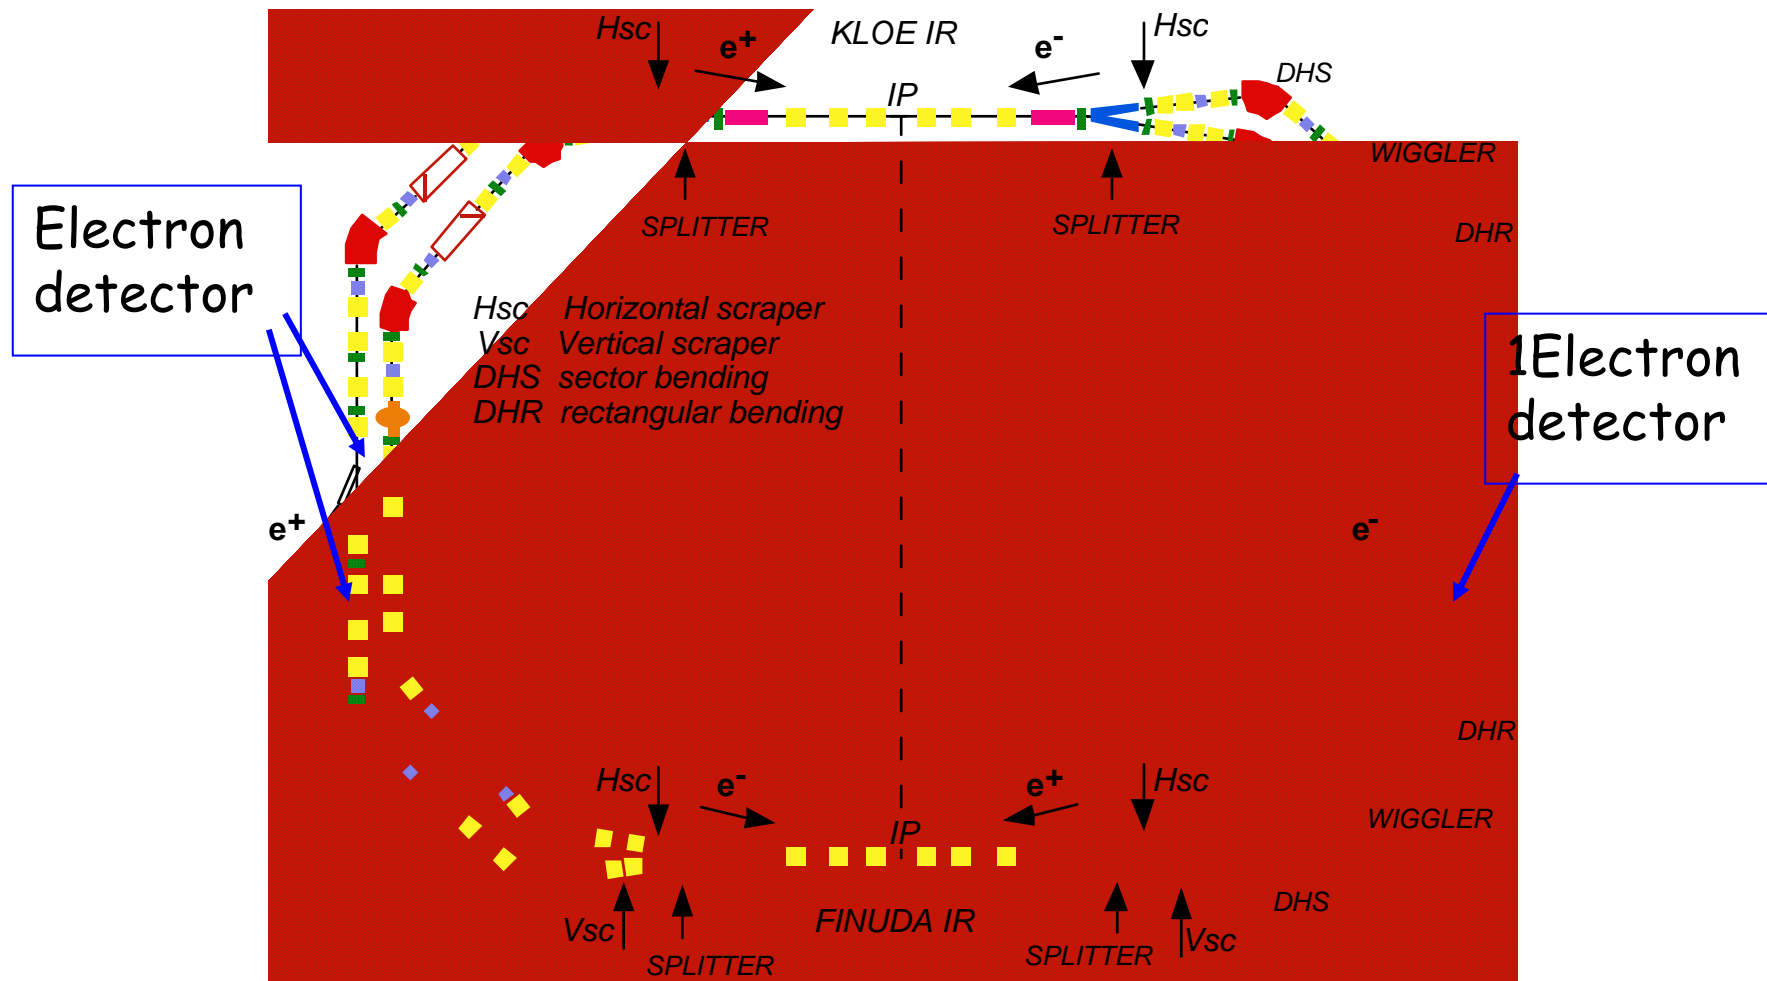 Hsc
e+
KLOE IR
e-
Hsc
DHS
IP
WIGGLER
Electron
detector
SPLITTER
SPLITTER
DHR
Hsc Horizontal scraper
Vsc Vertical scraper
DHS sector bending
DHR rectangular bending
1Electron
detector
e+
e-
DHR
Hsc
e-
e+
Hsc
IP
WIGGLER
DHS
Vsc
FINUDA IR
Vsc
SPLITTER
SPLITTER